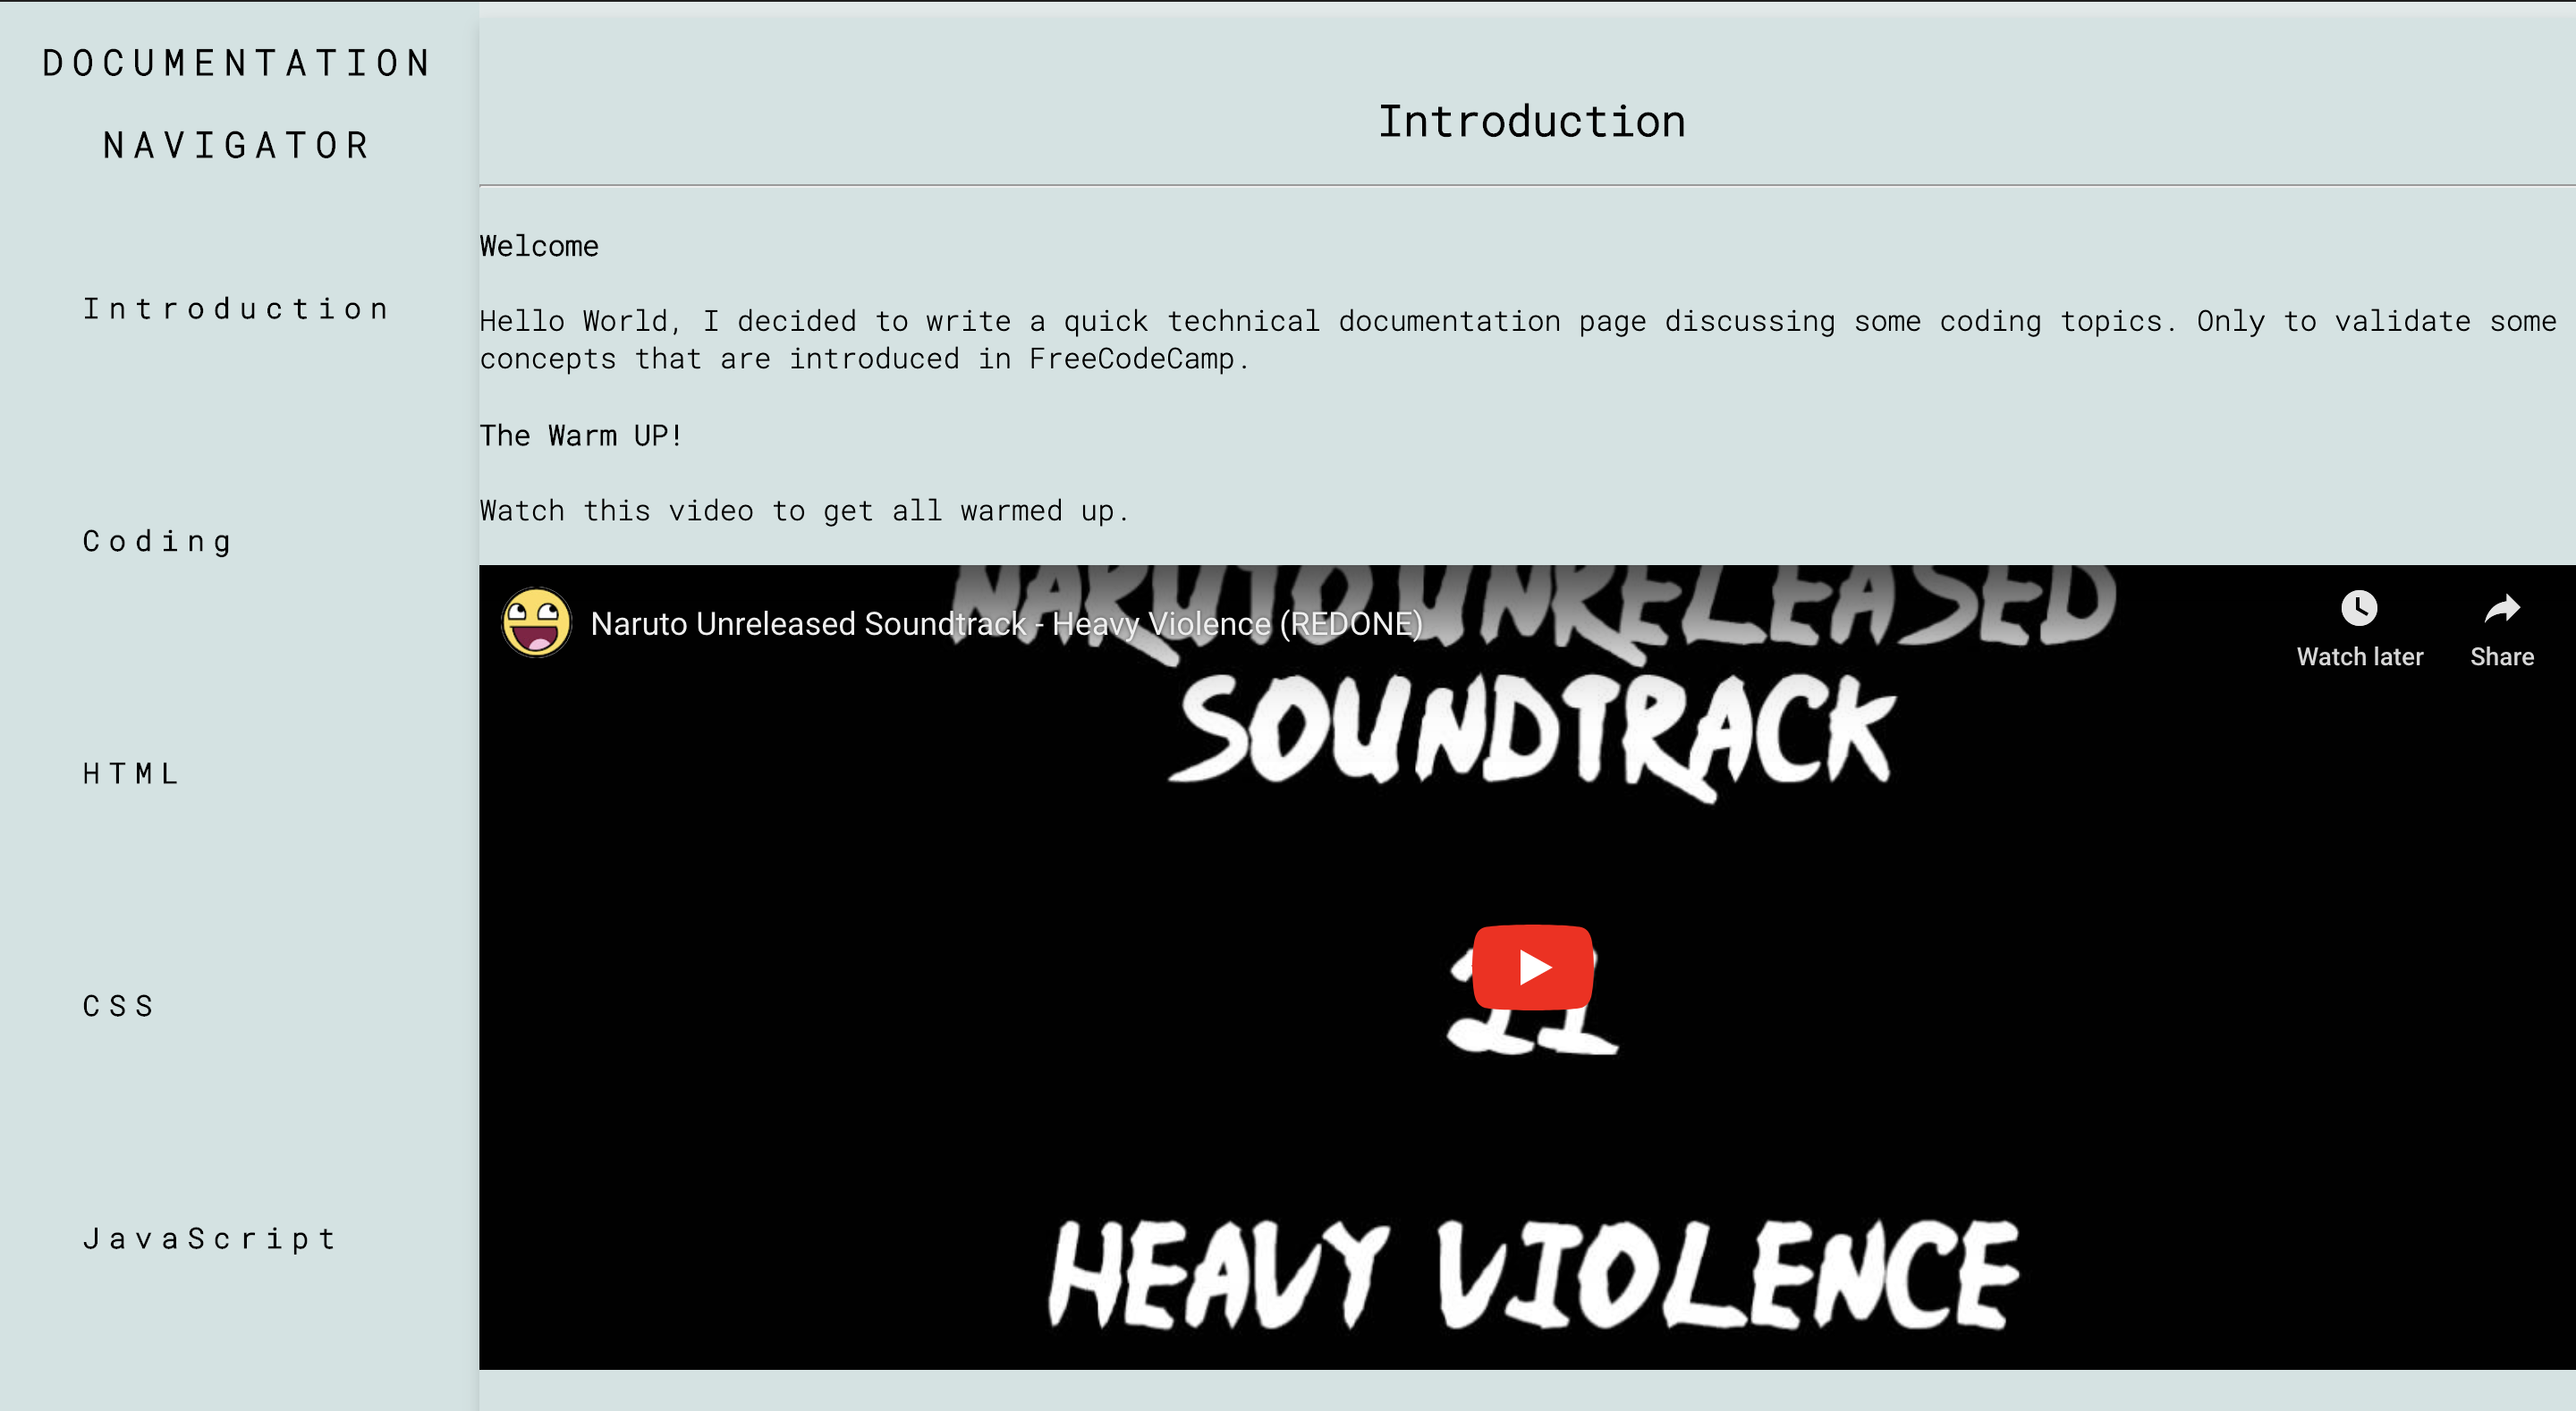 DOCUMENTATION
NAVIGATOR
Introduction
Coding
HTML
CSS
JavaScript
Introduction
Welcome
Hello World, I decided to write a quick technical documentation page discussing some coding topics. Only to validate some
concepts that are introduced in FreeCodeCamp.
The Warm UP!
Watch this video to get all warmed up.
Naruto Unreleased Soundtrack - Heavy Violence (REDONE)
Watch later
Share
NARUTO UNRELEASED
SOUNDTRACK
11
HEAVY VIOLENCE